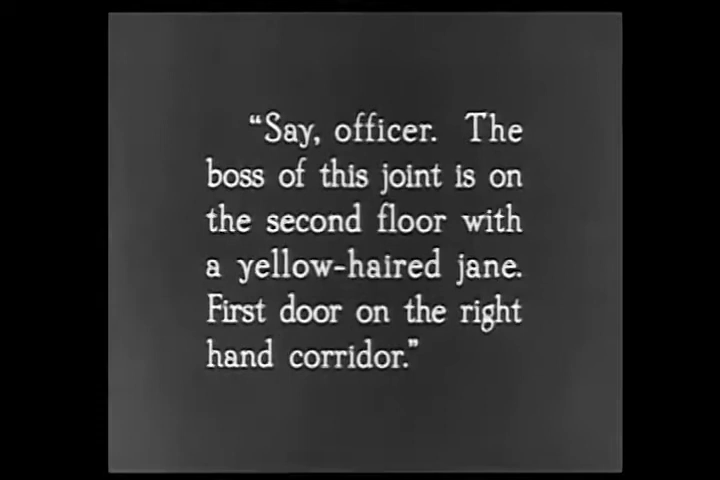 “Say, officer. The
boss of this joint is on
the second floor with
a yellow-haired jane.
First door on the right
hand corridor.”